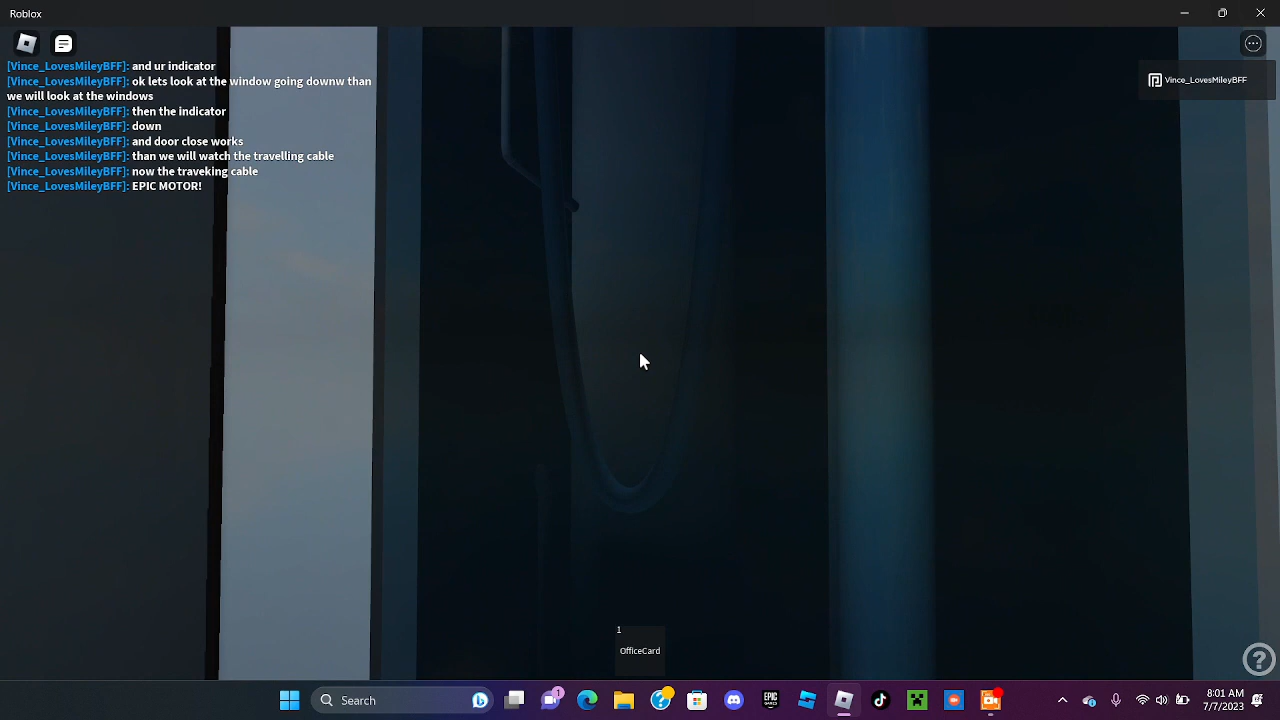 Roblox
[Vince_LovesMileyBFF]: and ur indicator
[Vince_LovesMileyBFF]: ok lets look at the window going downw than
we will look at the windows
[Vince_LovesMileyBFF]: then the indicator
[Vince_LovesMileyBFF]: down
[Vince_LovesMileyBFF]: and door close works
[Vince_LovesMileyBFF]: than we will watch the travelling cable
[Vince_LovesMileyBFF]: now the traveking cable
[Vince_LovesMileyBFF]: EPIC MOTOR!
Vince_LovesMileyBFF
1
OfficeCard
?
Search
1
EPIC
GAMES
8:01 AM
7/7/2023